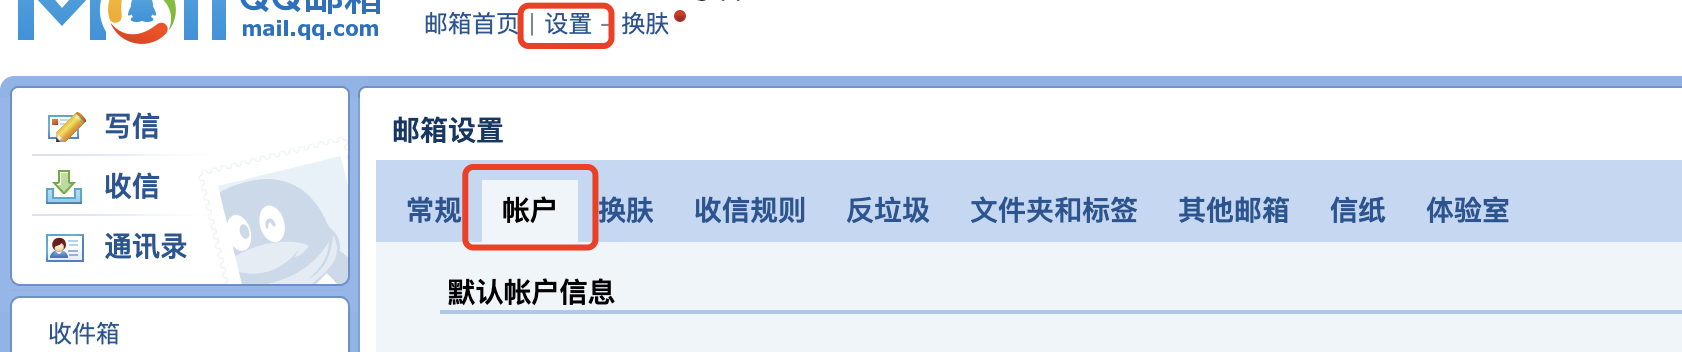 QQ邮箱
mail.qq.com
邮箱首页 | 设置 - 换肤
写信
收信
通讯录
收件箱
邮箱设置
常规 帐户 换肤 收信规则 反垃圾 文件夹和标签 其他邮箱 信纸 体验室
默认帐户信息